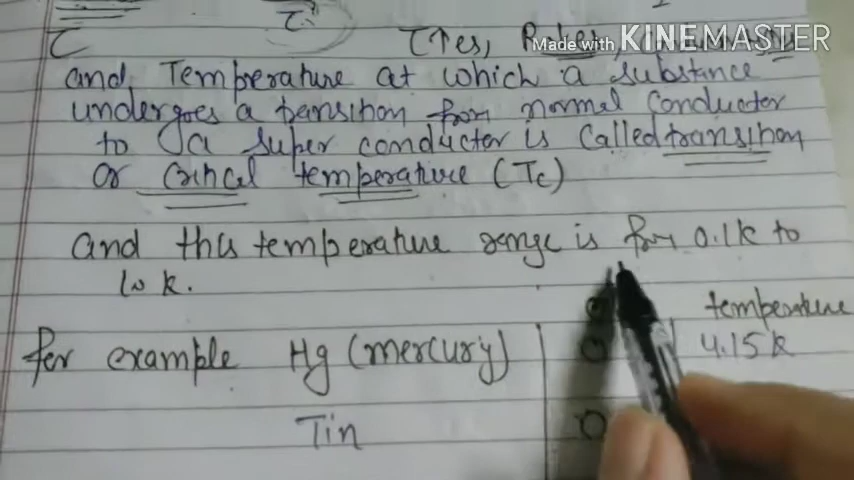 Made with KINEMASTER
and Temperature at which a substance
undergoes a transition from normal conductor
to a super conductor is called transition
or critical temperature (Tc)
and this temperature range is from 0.1k to
10 k.
temperature
for example Hg (mercury) 4.15k
Tin